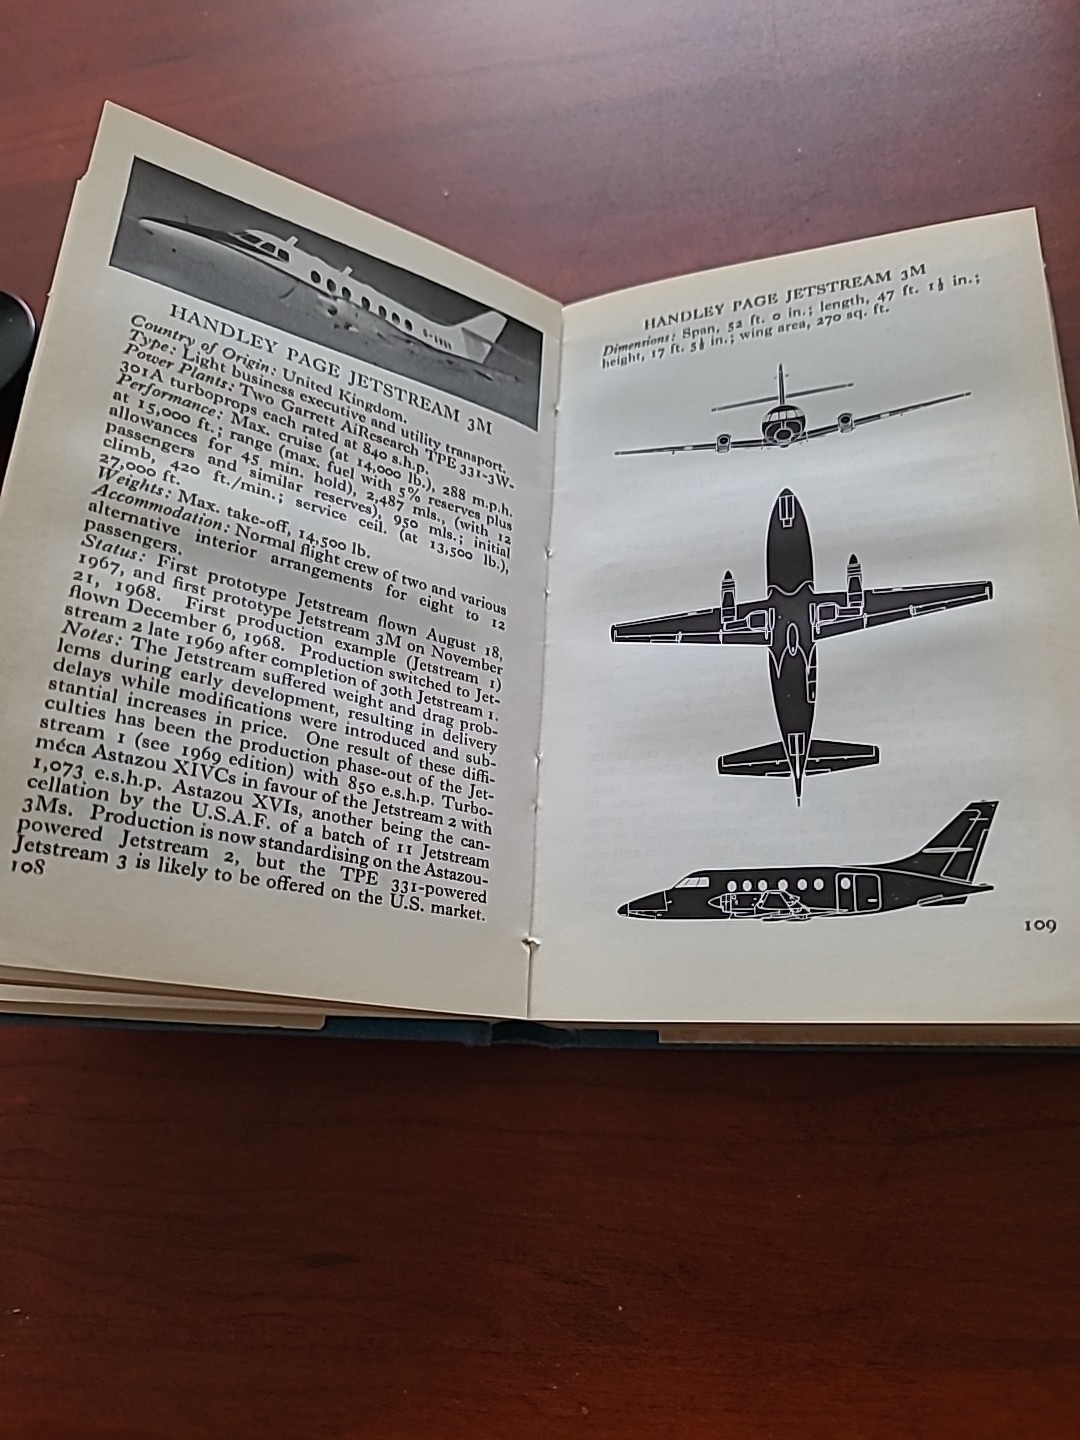 HANDLEY PAGE JETSTREAM 3M
Country of Origin: United Kingdom.
Type: Light business executive and utility transport.
Power Plants: Two Garrett AiResearch TPE 331-3W-
301A turboprops each rated at 840 s.h.p.
Performance: Max. cruise (at 14,000 lb.), 288 m.p.h.
at 15,000 ft.; range (max. fuel with 5% reserves plus
allowances for 45 min. hold), 2,487 mls., (with 12
passengers and similar reserves), 950 mls.; initial
climb, 420 ft./min.; service ceil. (at 13,500 lb.),
27,000 ft.
Weights: Max. take-off, 14,500 lb.
Accommodation: Normal flight crew of two and various
alternative interior arrangements for eight to 12
passengers.
Status: First prototype Jetstream flown August 18,
1967, and first prototype Jetstream 3M on November
21, 1968. First production example (Jetstream 1)
flown December 6, 1968. Production switched to Jet-
stream 2 late 1969 after completion of 30th Jetstream 1.
Notes: The Jetstream suffered weight and drag prob-
lems during early development, resulting in delivery
delays while modifications were introduced and sub-
stantial increases in price. One result of these diffi-
culties has been the production phase-out of the Jet-
stream 1 (see 1969 edition) with 850 e.s.h.p. Turbo-
méca Astazou XIVCs in favour of the Jetstream 2 with
1,073 e.s.h.p. Astazou XVIs, another being the can-
cellation by the U.S.A.F. of a batch of 11 Jetstream
3Ms. Production is now standardising on the Astazou-
powered Jetstream 2, but the TPE 331-powered
Jetstream 3 is likely to be offered on the U.S. market.
108
HANDLEY PAGE JETSTREAM 3M
Dimensions: Span, 52 ft. 0 in.; length, 47 ft. 1½ in.;
height, 17 ft. 5½ in.; wing area, 270 sq. ft.
109